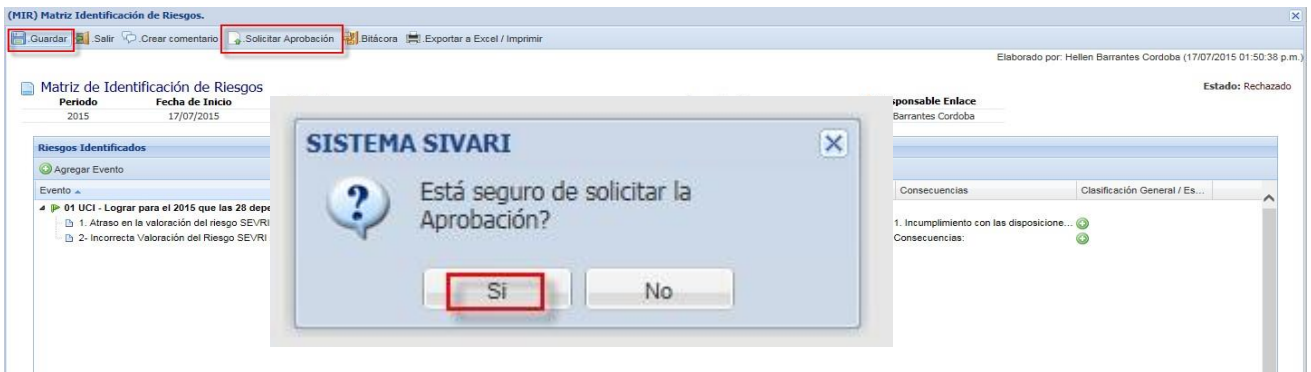 (MIR) Matriz Identificación de Riesgos.
Guardar Salir Crear comentario Solicitar Aprobación Bitácora Exportar a Excel / Imprimir
Elaborado por: Hellen Barrantes Cordoba (17/07/2015 01:50:38 p.m.)
Matriz de Identificación de Riesgos
Estado: Rechazado
Periodo Fecha de Inicio sponsable Enlace
2015 17/07/2015 Barrantes Cordoba
SISTEMA SIVARI
Está seguro de solicitar la
Aprobación?
Si No
Riesgos Identificados
Agregar Evento
Evento Consecuencias Clasificación General / Es...
01 UCI - Lograr para el 2015 que las 28 depe
1. Atraso en la valoración del riesgo SEVRI 1. Incumplimiento con las disposicione...
2- Incorrecta Valoración del Riesgo SEVRI Consecuencias: